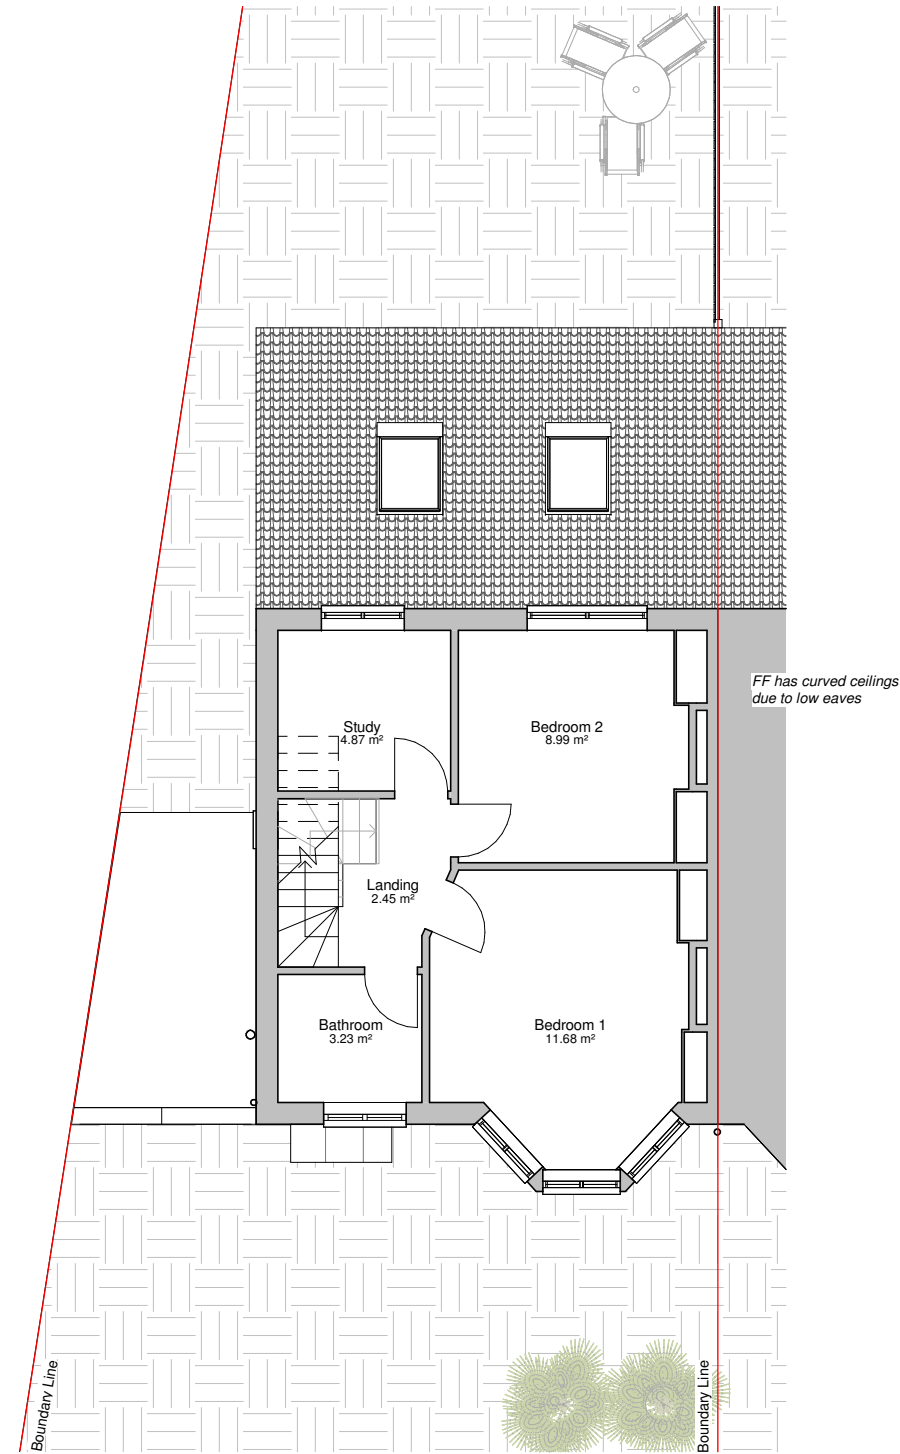 FF has curved ceilings
due to low eaves
Study
4.87 m²
Bedroom 2
8.99 m²
Landing
2.45 m²
Bathroom
3.23 m²
Bedroom 1
11.68 m²
Boundary Line
Boundary Line